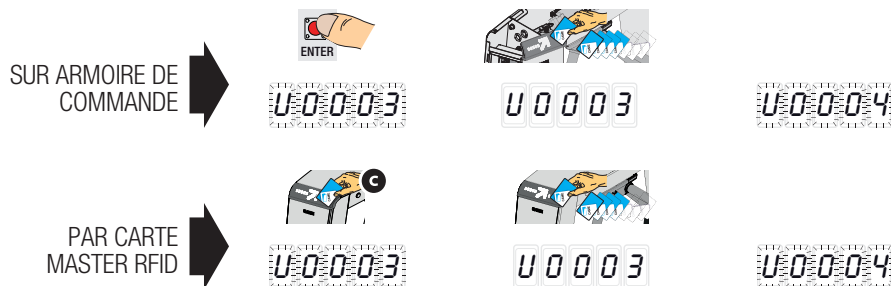 ENTER
SUR ARMOIRE DE
COMMANDE
U0003 U0003 U0004
C
PAR CARTE
MASTER RFID
U0003 U0003 U0004